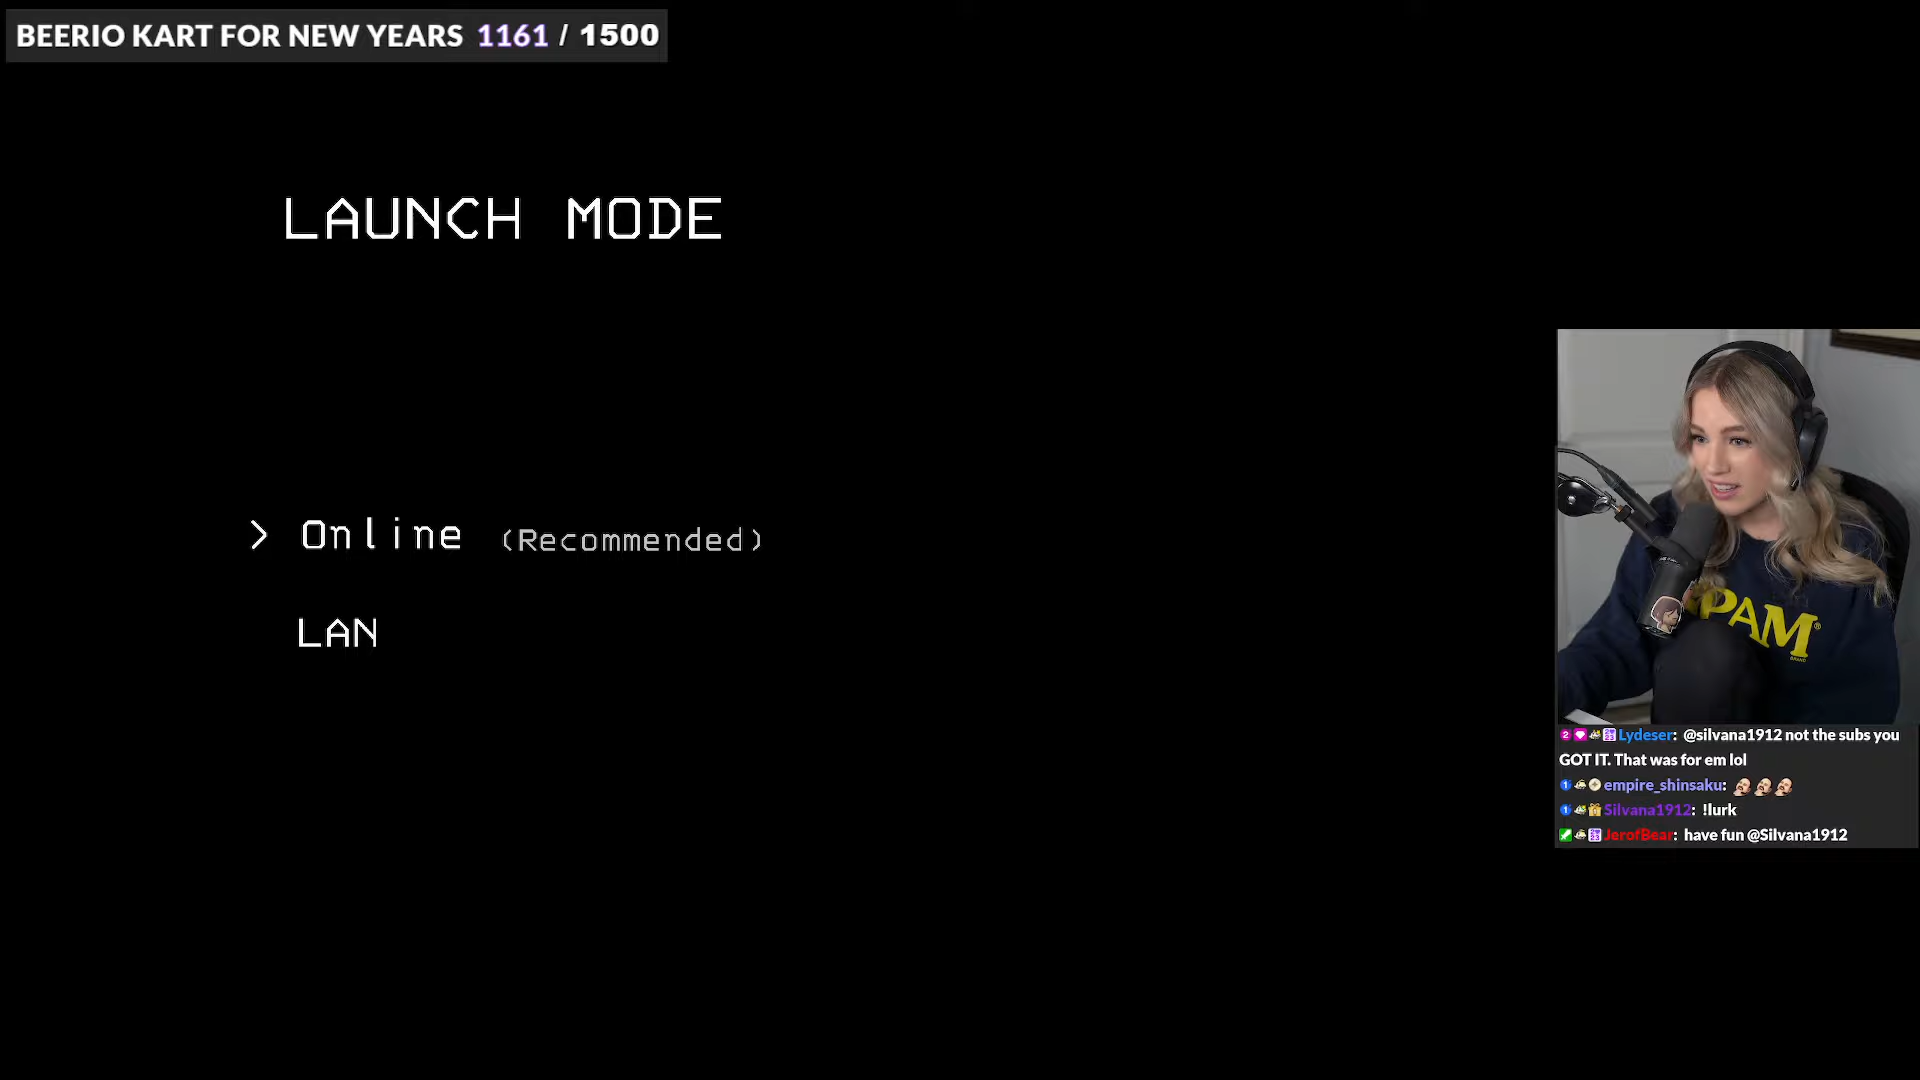 BEERIO KART FOR NEW YEARS 1161 / 1500
LAUNCH MODE
> Online (Recommended)
LAN
PAM®
Lydeser: @silvana1912 not the subs you
GOT IT. That was for em lol
empire_shinsaku:
Silvana1912: !lurk
JerofBear: have fun @Silvana1912